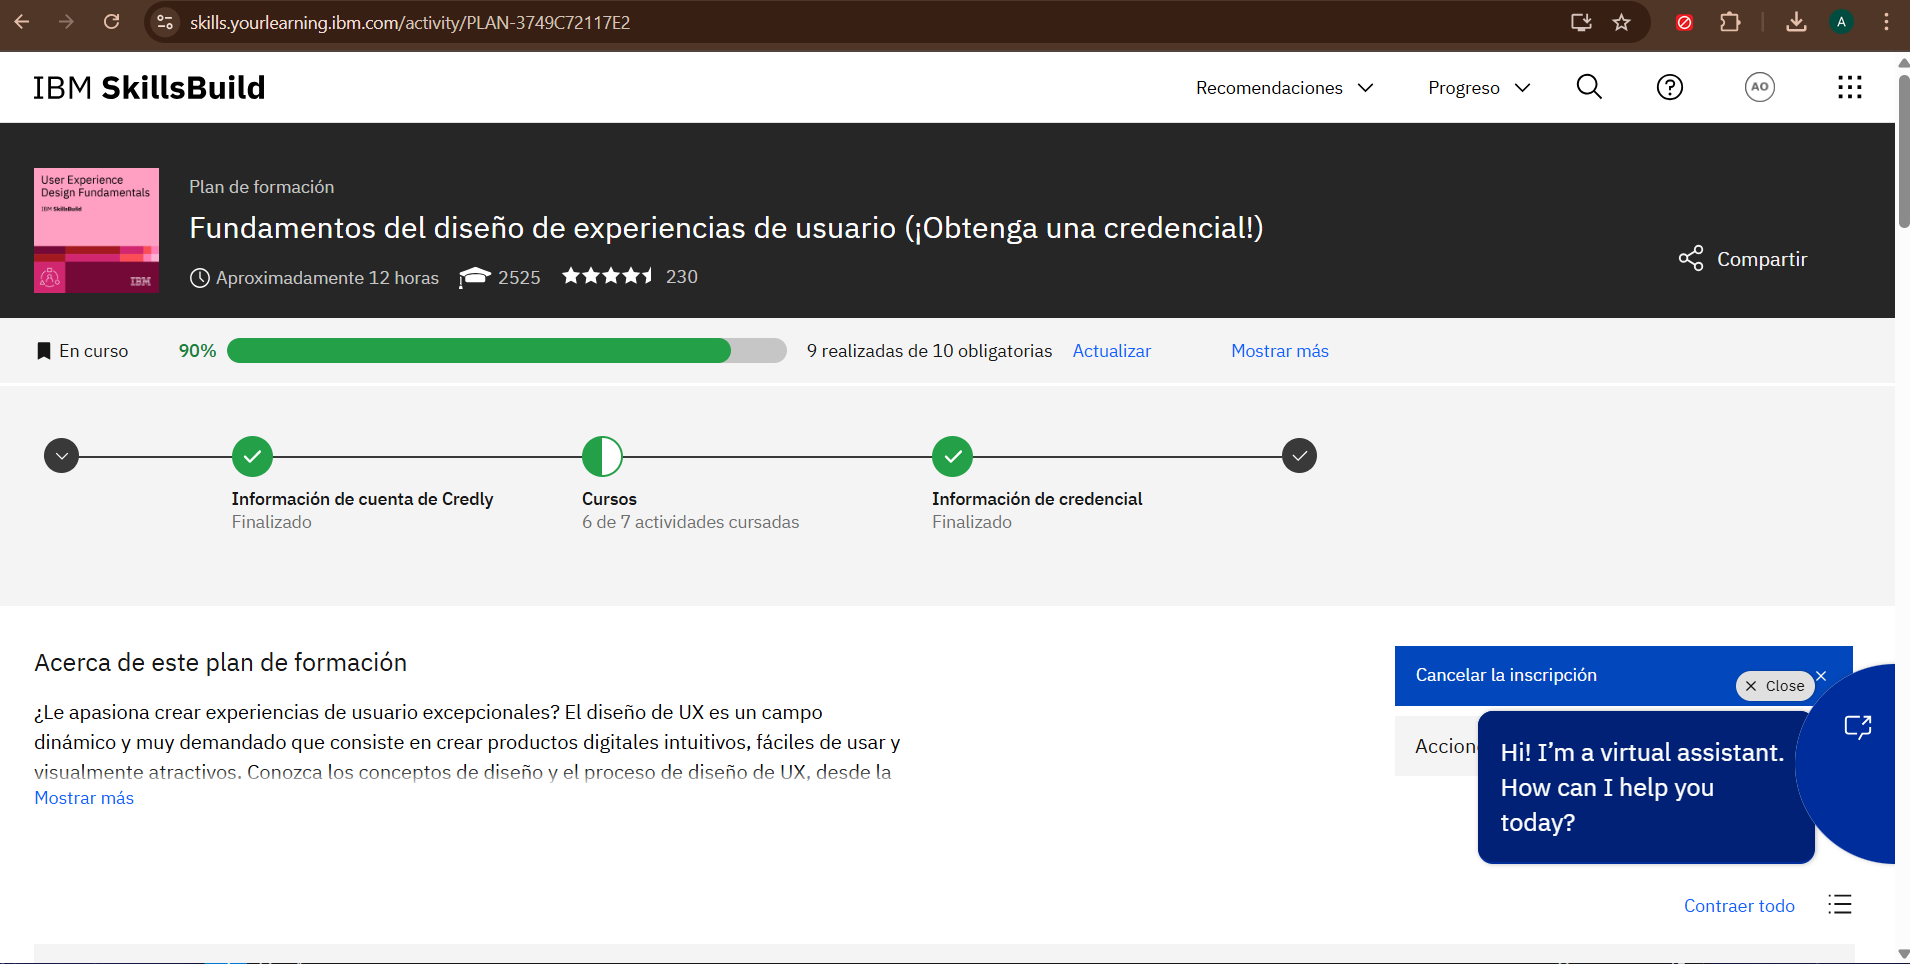 skills.yourlearning.ibm.com/activity/PLAN-3749C72117E2
A
IBM SkillsBuild
Recomendaciones
Progreso
AO
User Experience
Design Fundamentals
IBM SkillsBuild
IBM
Plan de formación
Fundamentos del diseño de experiencias de usuario (¡Obtenga una credencial!)
Aproximadamente 12 horas 2525 230
Compartir
En curso 90% 9 realizadas de 10 obligatorias Actualizar Mostrar más
Información de cuenta de Credly
Finalizado
Cursos
6 de 7 actividades cursadas
Información de credencial
Finalizado
Acerca de este plan de formación
¿Le apasiona crear experiencias de usuario excepcionales? El diseño de UX es un campo
dinámico y muy demandado que consiste en crear productos digitales intuitivos, fáciles de usar y
visualmente atractivos. Conozca los conceptos de diseño y el proceso de diseño de UX, desde la
Mostrar más
Cancelar la inscripción
Close
Accion
Hi! I'm a virtual assistant.
How can I help you
today?
Contraer todo